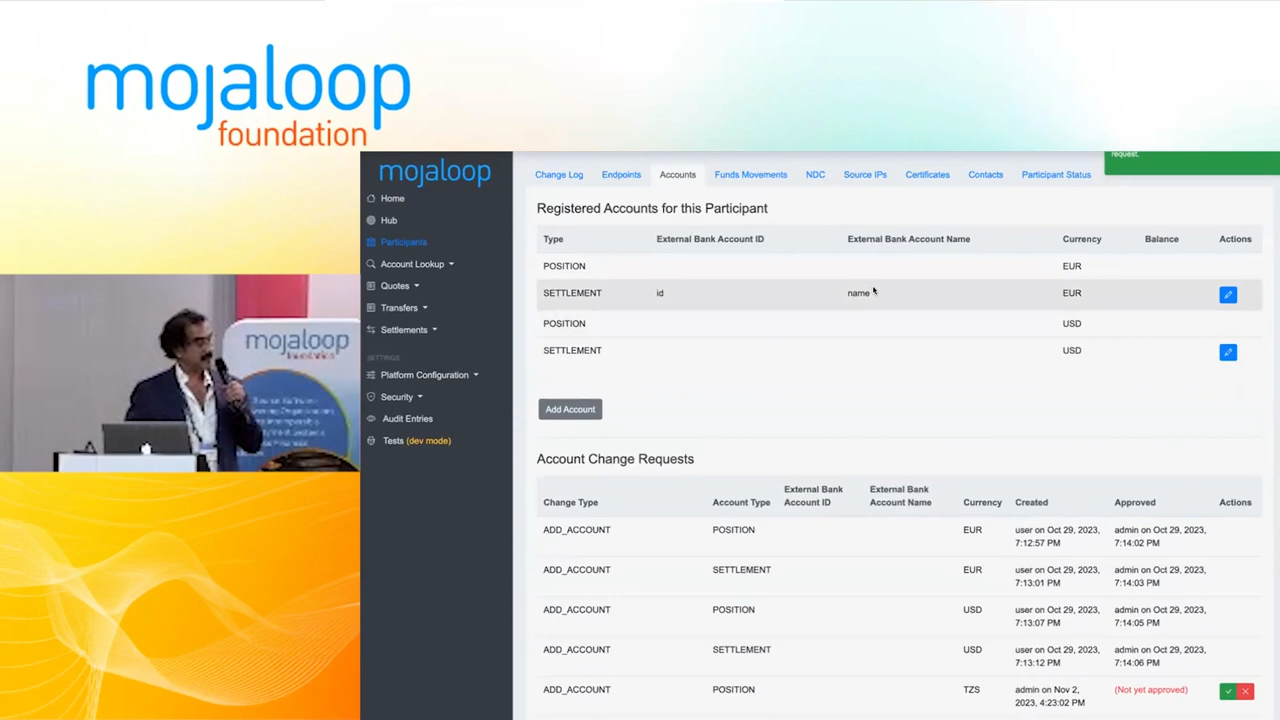 mojaloop
foundation
mojaloop
Home
Hub
Participants
Account Lookup
Quotes
Transfers
Settlements
SETTINGS
Platform Configuration
Security
Audit Entries
Tests (dev mode)
request.
Change Log Endpoints Accounts Funds Movements NDC Source IPs Certificates Contacts Participant Status
Registered Accounts for this Participant
Type External Bank Account ID External Bank Account Name Currency Balance Actions
POSITION EUR
SETTLEMENT id name EUR
POSITION USD
SETTLEMENT USD
Add Account
Account Change Requests
Change Type Account Type External Bank Account ID External Bank Account Name Currency Created Approved Actions
ADD_ACCOUNT POSITION EUR user on Oct 29, 2023, 7:12:57 PM admin on Oct 29, 2023, 7:14:02 PM
ADD_ACCOUNT SETTLEMENT EUR user on Oct 29, 2023, 7:13:01 PM admin on Oct 29, 2023, 7:14:03 PM
ADD_ACCOUNT POSITION USD user on Oct 29, 2023, 7:13:07 PM admin on Oct 29, 2023, 7:14:05 PM
ADD_ACCOUNT SETTLEMENT USD user on Oct 29, 2023, 7:13:12 PM admin on Oct 29, 2023, 7:14:06 PM
ADD_ACCOUNT POSITION TZS admin on Nov 2, 2023, 4:23:02 PM (Not yet approved)
mojaloop
foundation